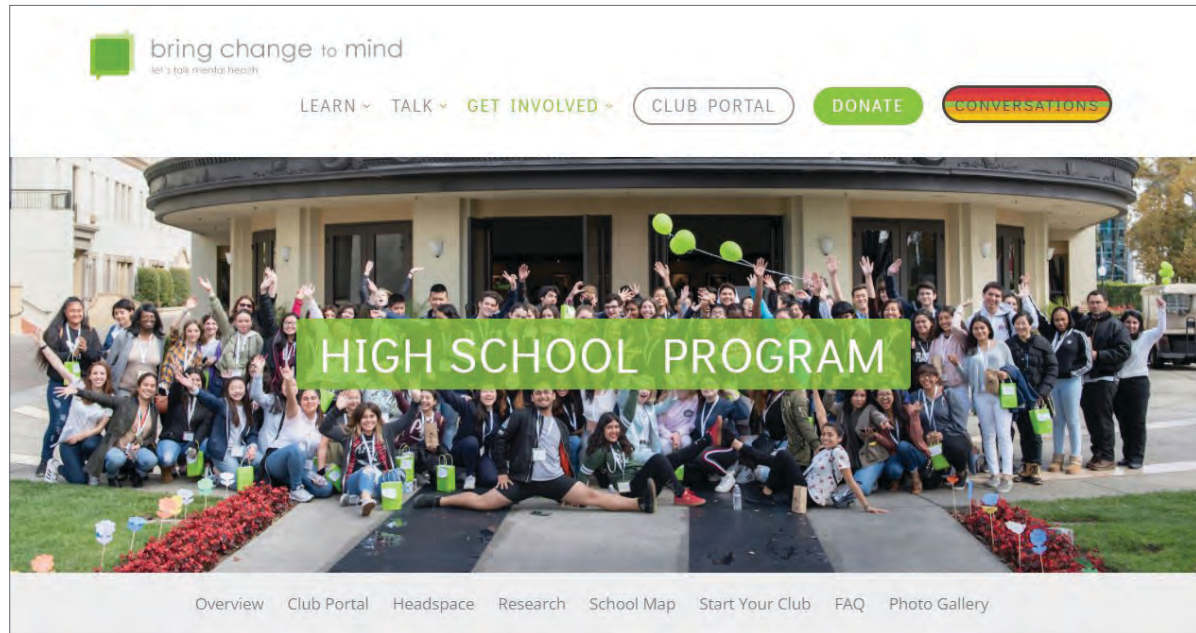 bring change to mind
let's talk mental health
LEARN TALK GET INVOLVED CLUB PORTAL DONATE CONVERSATIONS
HIGH SCHOOL PROGRAM
Overview Club Portal Headspace Research School Map Start Your Club FAQ Photo Gallery